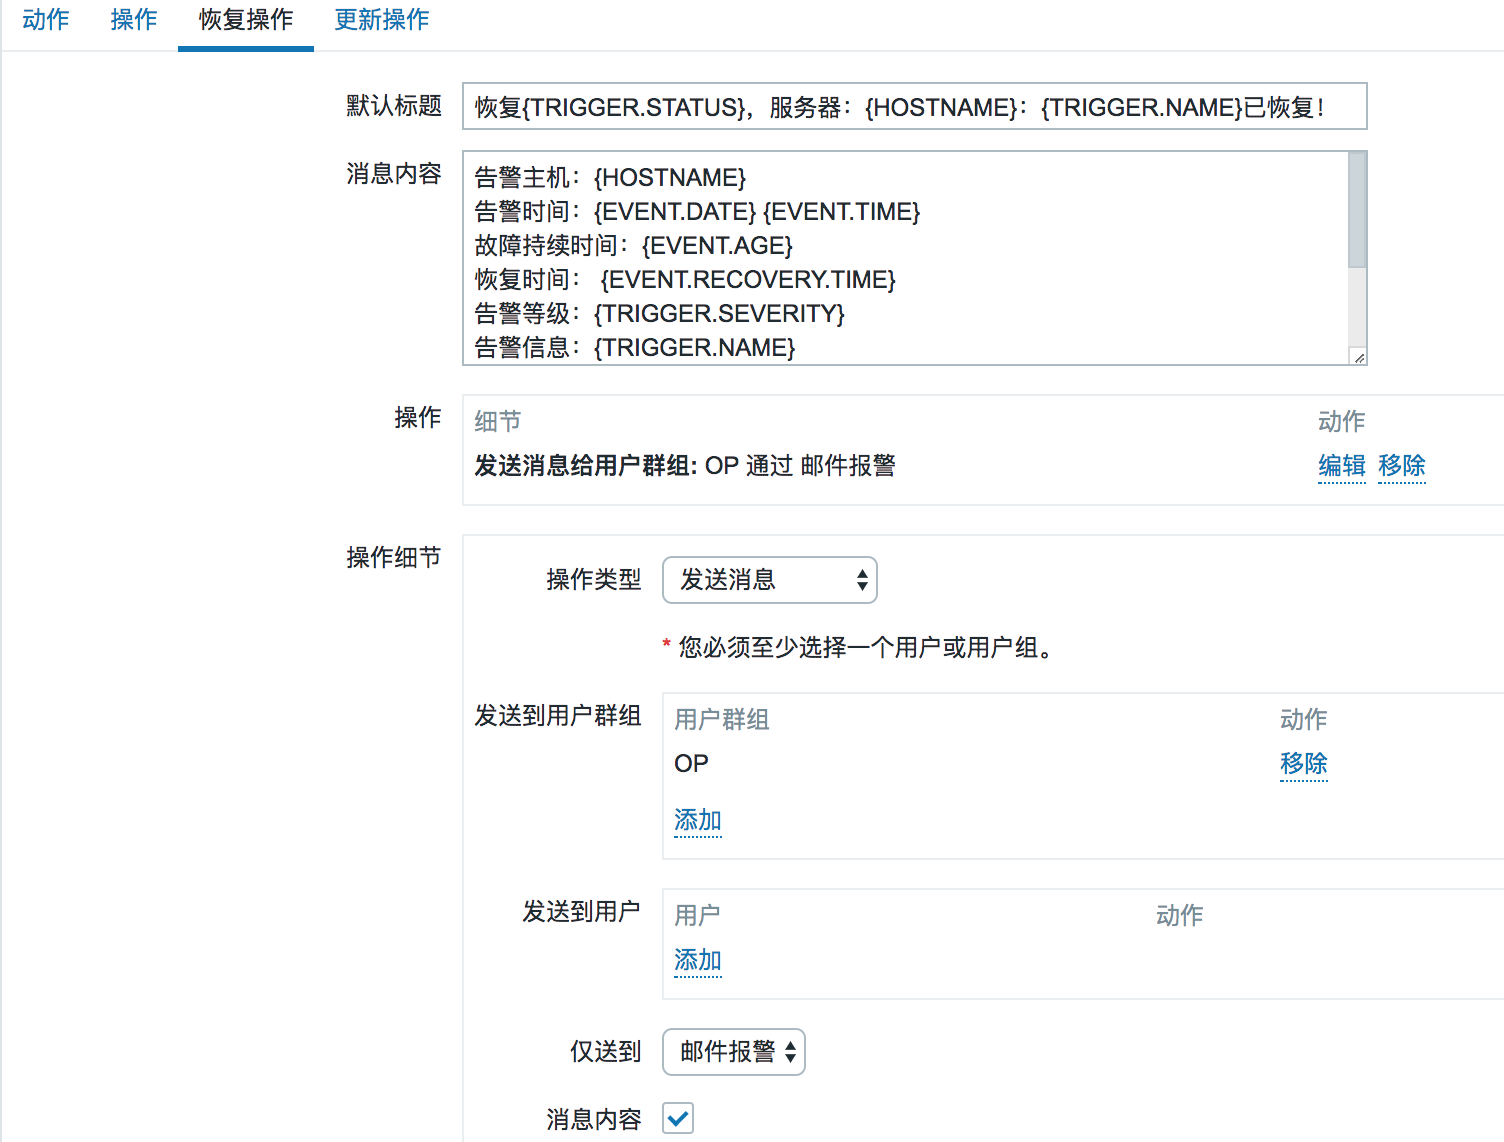 动作 操作 恢复操作 更新操作
默认标题 恢复{TRIGGER.STATUS}，服务器：{HOSTNAME}：{TRIGGER.NAME}已恢复！
消息内容 告警主机：{HOSTNAME}
告警时间：{EVENT.DATE} {EVENT.TIME}
故障持续时间：{EVENT.AGE}
恢复时间： {EVENT.RECOVERY.TIME}
告警等级：{TRIGGER.SEVERITY}
告警信息：{TRIGGER.NAME}
操作 细节 动作
发送消息给用户群组: OP 通过 邮件报警 编辑 移除
操作细节
操作类型 发送消息
* 您必须至少选择一个用户或用户组。
发送到用户群组 用户群组 动作
OP 移除
添加
发送到用户 用户 动作
添加
仅送到 邮件报警
消息内容